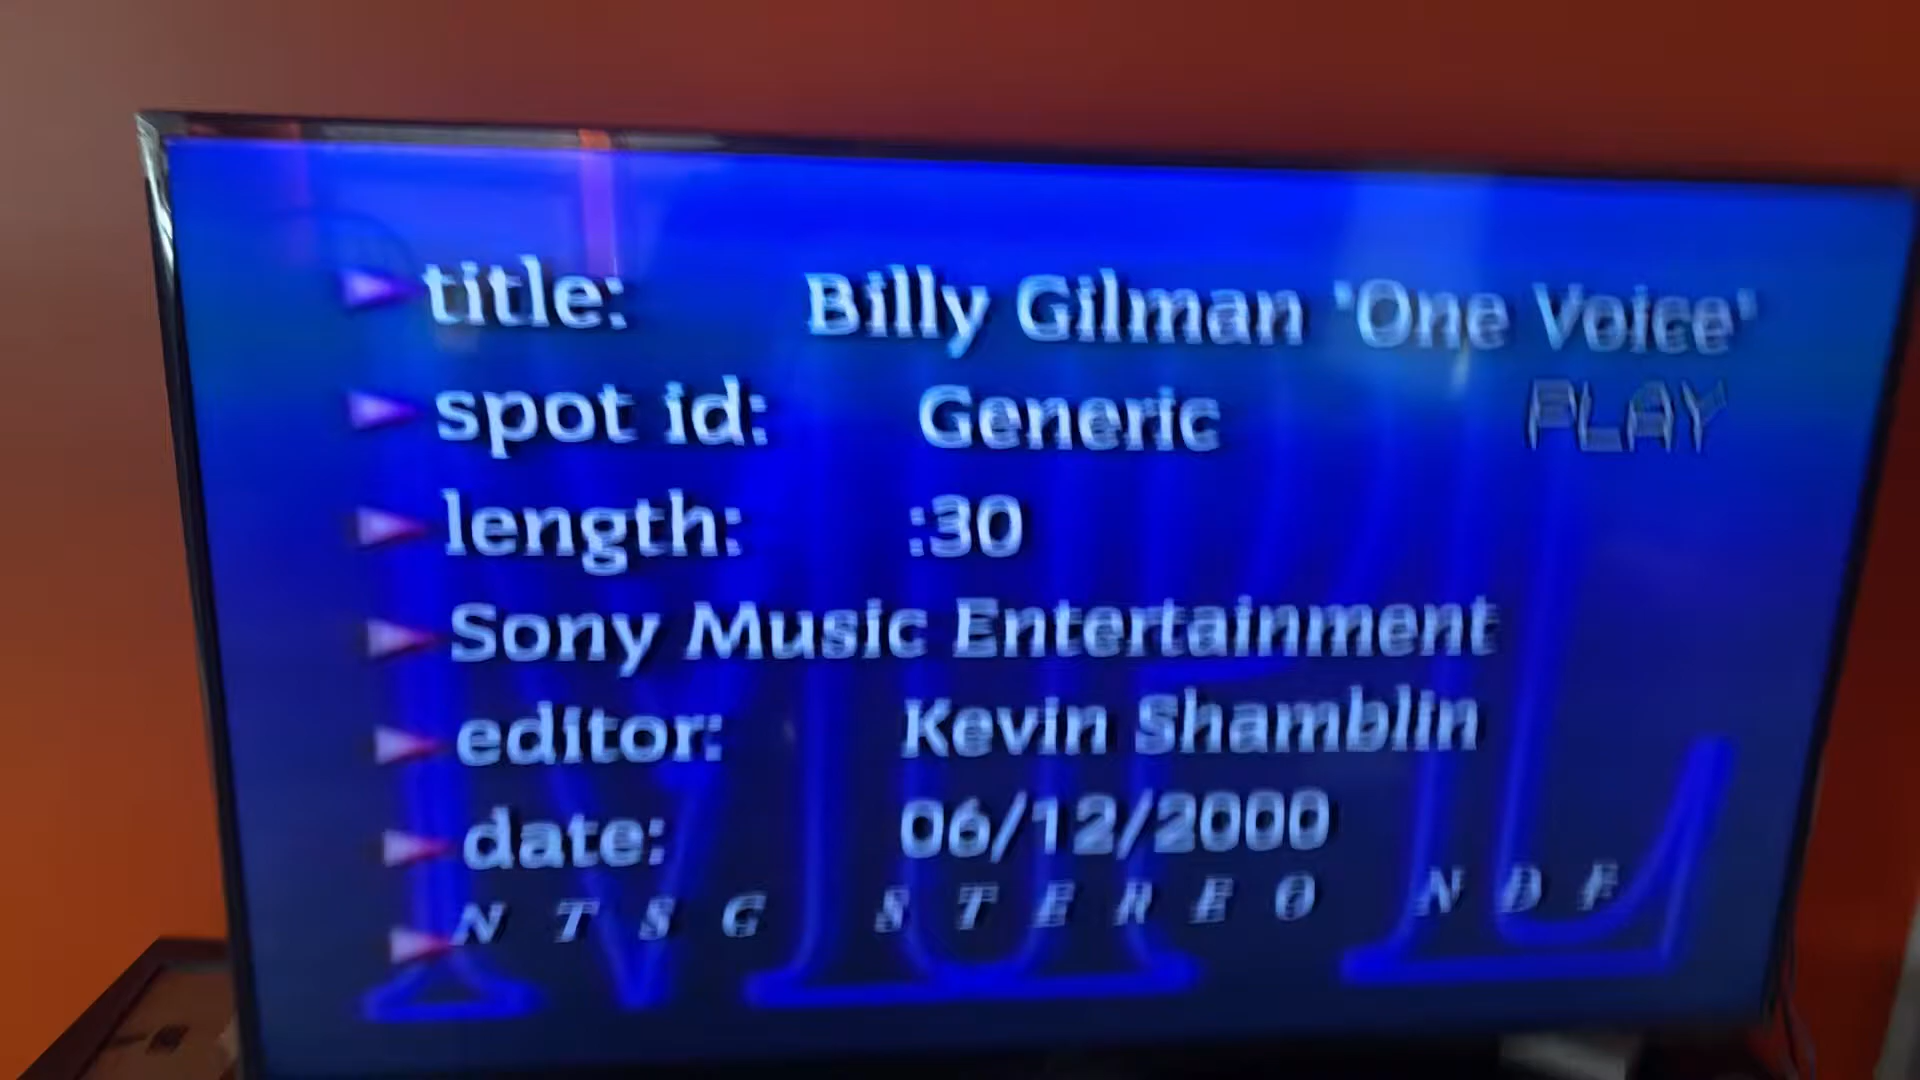 title: Billy Gilman 'One Voice'
spot id: Generic
PLAY
length: :30
Sony Music Entertainment
editor: Kevin Shamblin
date: 06/12/2000
NTSC STEREO NDF